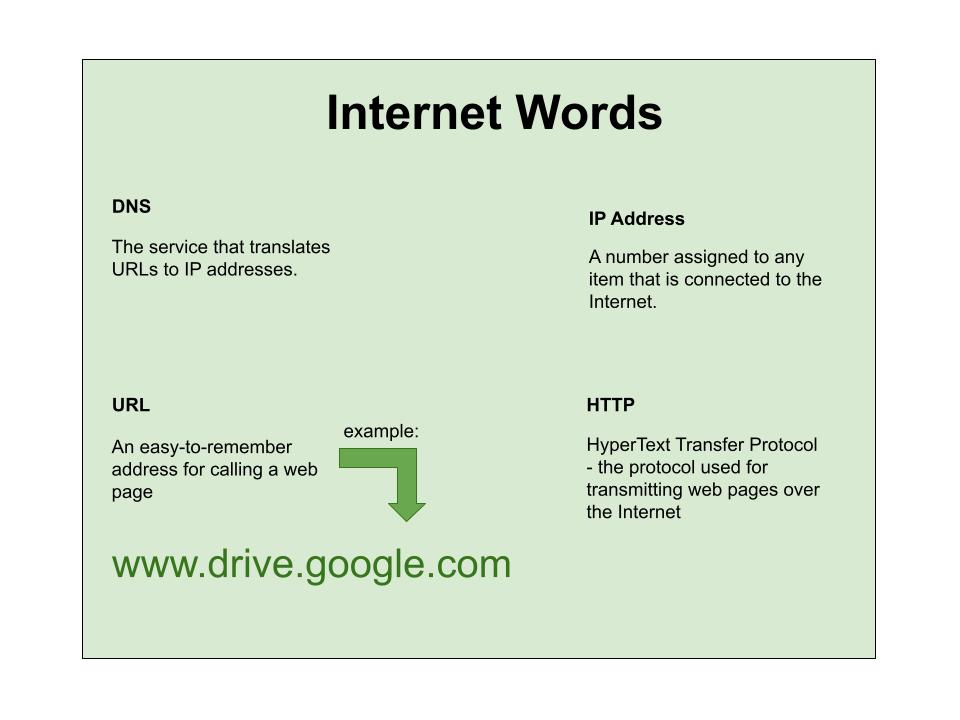 Internet Words
DNS
The service that translates
URLs to IP addresses.
IP Address
A number assigned to any
item that is connected to the
Internet.
URL
An easy-to-remember
address for calling a web
page
example:
www.drive.google.com
HTTP
HyperText Transfer Protocol
- the protocol used for
transmitting web pages over
the Internet